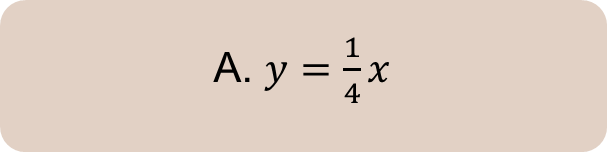 A. y = 1/4 x